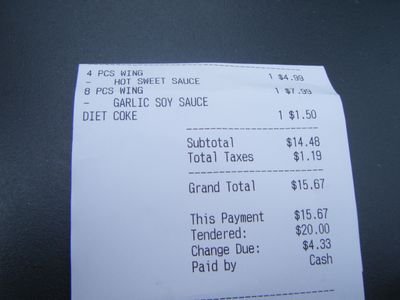 4 PCS WING 1 $4.99
- HOT SWEET SAUCE
8 PCS WING 1 $7.99
- GARLIC SOY SAUCE
DIET COKE 1 $1.50
Subtotal $14.48
Total Taxes $1.19
Grand Total $15.67
This Payment $15.67
Tendered: $20.00
Change Due: $4.33
Paid by Cash